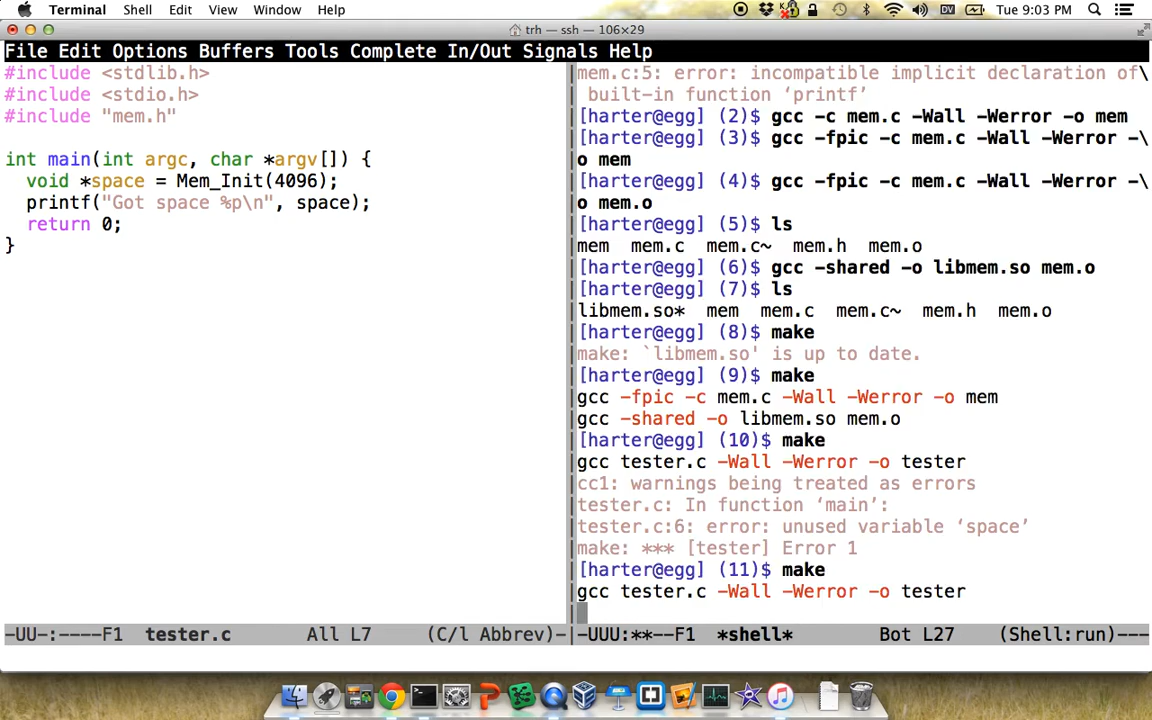 Terminal Shell Edit View Window Help Tue 9:03 PM
trh — ssh — 106×29
File Edit Options Buffers Tools Complete In/Out Signals Help
#include <stdlib.h>
#include <stdio.h>
#include "mem.h"
int main(int argc, char *argv[]) {
  void *space = Mem_Init(4096);
  printf("Got space %p\n", space);
  return 0;
}
-UU-:----F1 tester.c All L7 (C/l Abbrev)-
mem.c:5: error: incompatible implicit declaration of\
 built-in function ‘printf’
[harter@egg] (2)$ gcc -c mem.c -Wall -Werror -o mem
[harter@egg] (3)$ gcc -fpic -c mem.c -Wall -Werror -\
o mem
[harter@egg] (4)$ gcc -fpic -c mem.c -Wall -Werror -\
o mem.o
[harter@egg] (5)$ ls
mem mem.c mem.c~ mem.h mem.o
[harter@egg] (6)$ gcc -shared -o libmem.so mem.o
[harter@egg] (7)$ ls
libmem.so* mem mem.c mem.c~ mem.h mem.o
[harter@egg] (8)$ make
make: `libmem.so' is up to date.
[harter@egg] (9)$ make
gcc -fpic -c mem.c -Wall -Werror -o mem
gcc -shared -o libmem.so mem.o
[harter@egg] (10)$ make
gcc tester.c -Wall -Werror -o tester
cc1: warnings being treated as errors
tester.c: In function ‘main’:
tester.c:6: error: unused variable ‘space’
make: *** [tester] Error 1
[harter@egg] (11)$ make
gcc tester.c -Wall -Werror -o tester
-UUU:**--F1 *shell* Bot L27 (Shell:run)---